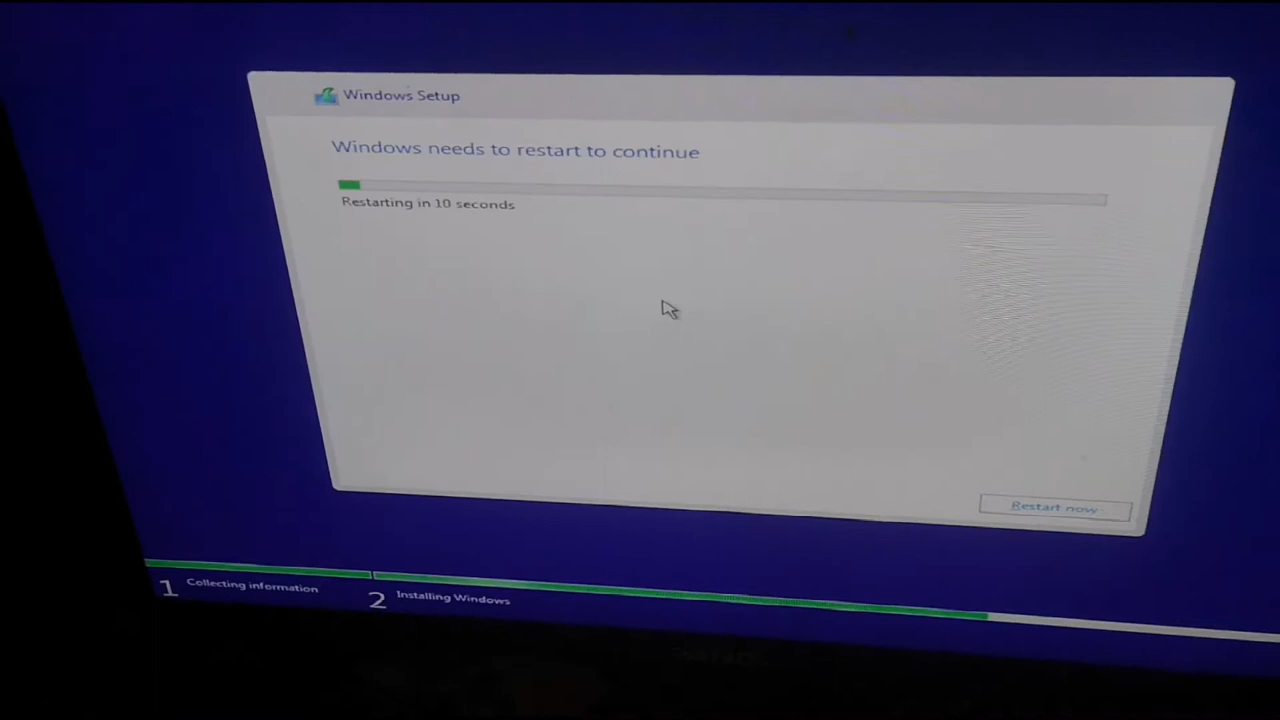 Windows Setup
Windows needs to restart to continue
Restarting in 10 seconds
Restart now
1 Collecting information
2 Installing Windows